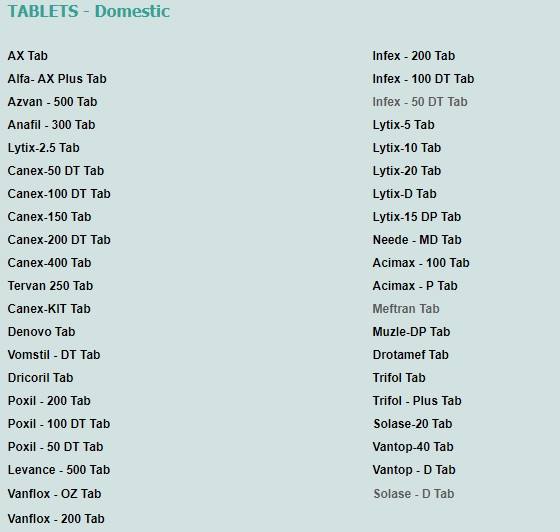 TABLETS - Domestic
AX Tab
Alfa- AX Plus Tab
Azvan - 500 Tab
Anafil - 300 Tab
Lytix-2.5 Tab
Canex-50 DT Tab
Canex-100 DT Tab
Canex-150 Tab
Canex-200 DT Tab
Canex-400 Tab
Tervan 250 Tab
Canex-KIT Tab
Denovo Tab
Vomstil - DT Tab
Dricoril Tab
Poxil - 200 Tab
Poxil - 100 DT Tab
Poxil - 50 DT Tab
Levance - 500 Tab
Vanflox - OZ Tab
Vanflox - 200 Tab
Infex - 200 Tab
Infex - 100 DT Tab
Infex - 50 DT Tab
Lytix-5 Tab
Lytix-10 Tab
Lytix-20 Tab
Lytix-D Tab
Lytix-15 DP Tab
Neede - MD Tab
Acimax - 100 Tab
Acimax - P Tab
Meftran Tab
Muzle-DP Tab
Drotamef Tab
Trifol Tab
Trifol - Plus Tab
Solase-20 Tab
Vantop-40 Tab
Vantop - D Tab
Solase - D Tab